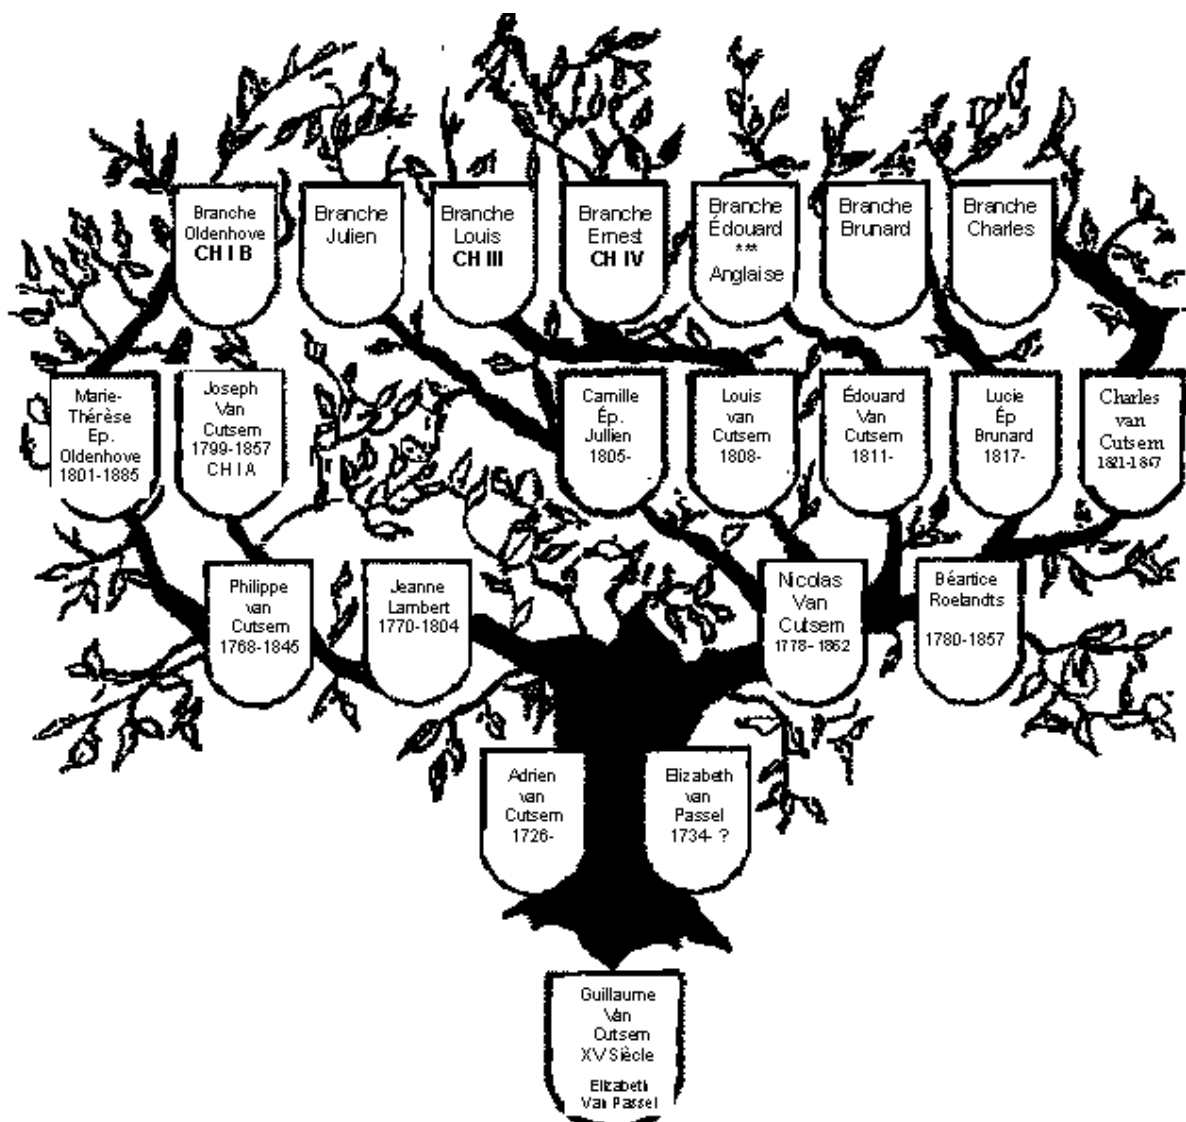 Branche
Oldenhove
CH I B
Branche
Julien
Branche
Louis
CH III
Branche
Ernest
CH IV
Branche
Édouard
***
Anglaise
Branche
Brunard
Branche
Charles
Marie-
Thérèse
Ep.
Oldenhove
1801-1885
Joseph
Van
Cutsem
1799-1857
CH I A
Camille
Ép.
Jullien
1805-
Louis
van
Cutsem
1808-
Édouard
Van
Cutsem
1811-
Lucie
Ép
Brunard
1817-
Charles
van
Cutsem
1821-1867
Philippe
van
Cutsem
1768-1845
Jeanne
Lambert
1770-1804
Nicolas
Van
Cutsem
1778-1862
Béartice
Roelandts
1780-1857
Adrien
van
Cutsem
1726-
Elizabeth
van
Passel
1734- ?
Guillaume
Van
Cutsem
XV Siècle
Elizabeth
Van Passel